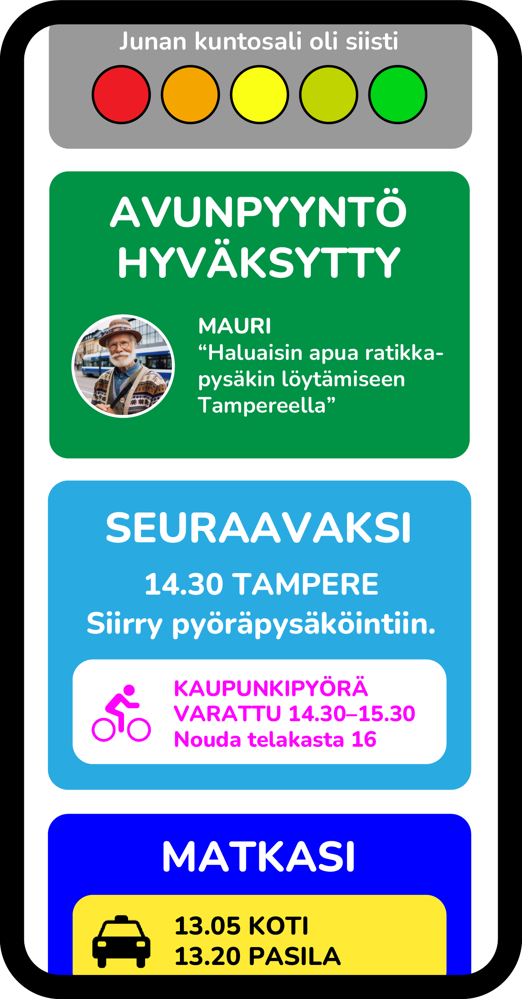 Junan kuntosali oli siisti
AVUNPYYNTÖ
HYVÄKSYTTY
MAURI
“Haluaisin apua ratikka-
pysäkin löytämiseen
Tampereella”
SEURAAVAKSI
14.30 TAMPERE
Siirry pyöräpysäköintiin.
KAUPUNKIPYÖRÄ
VARATTU 14.30–15.30
Nouda telakasta 16
MATKASI
13.05 KOTI
13.20 PASILA